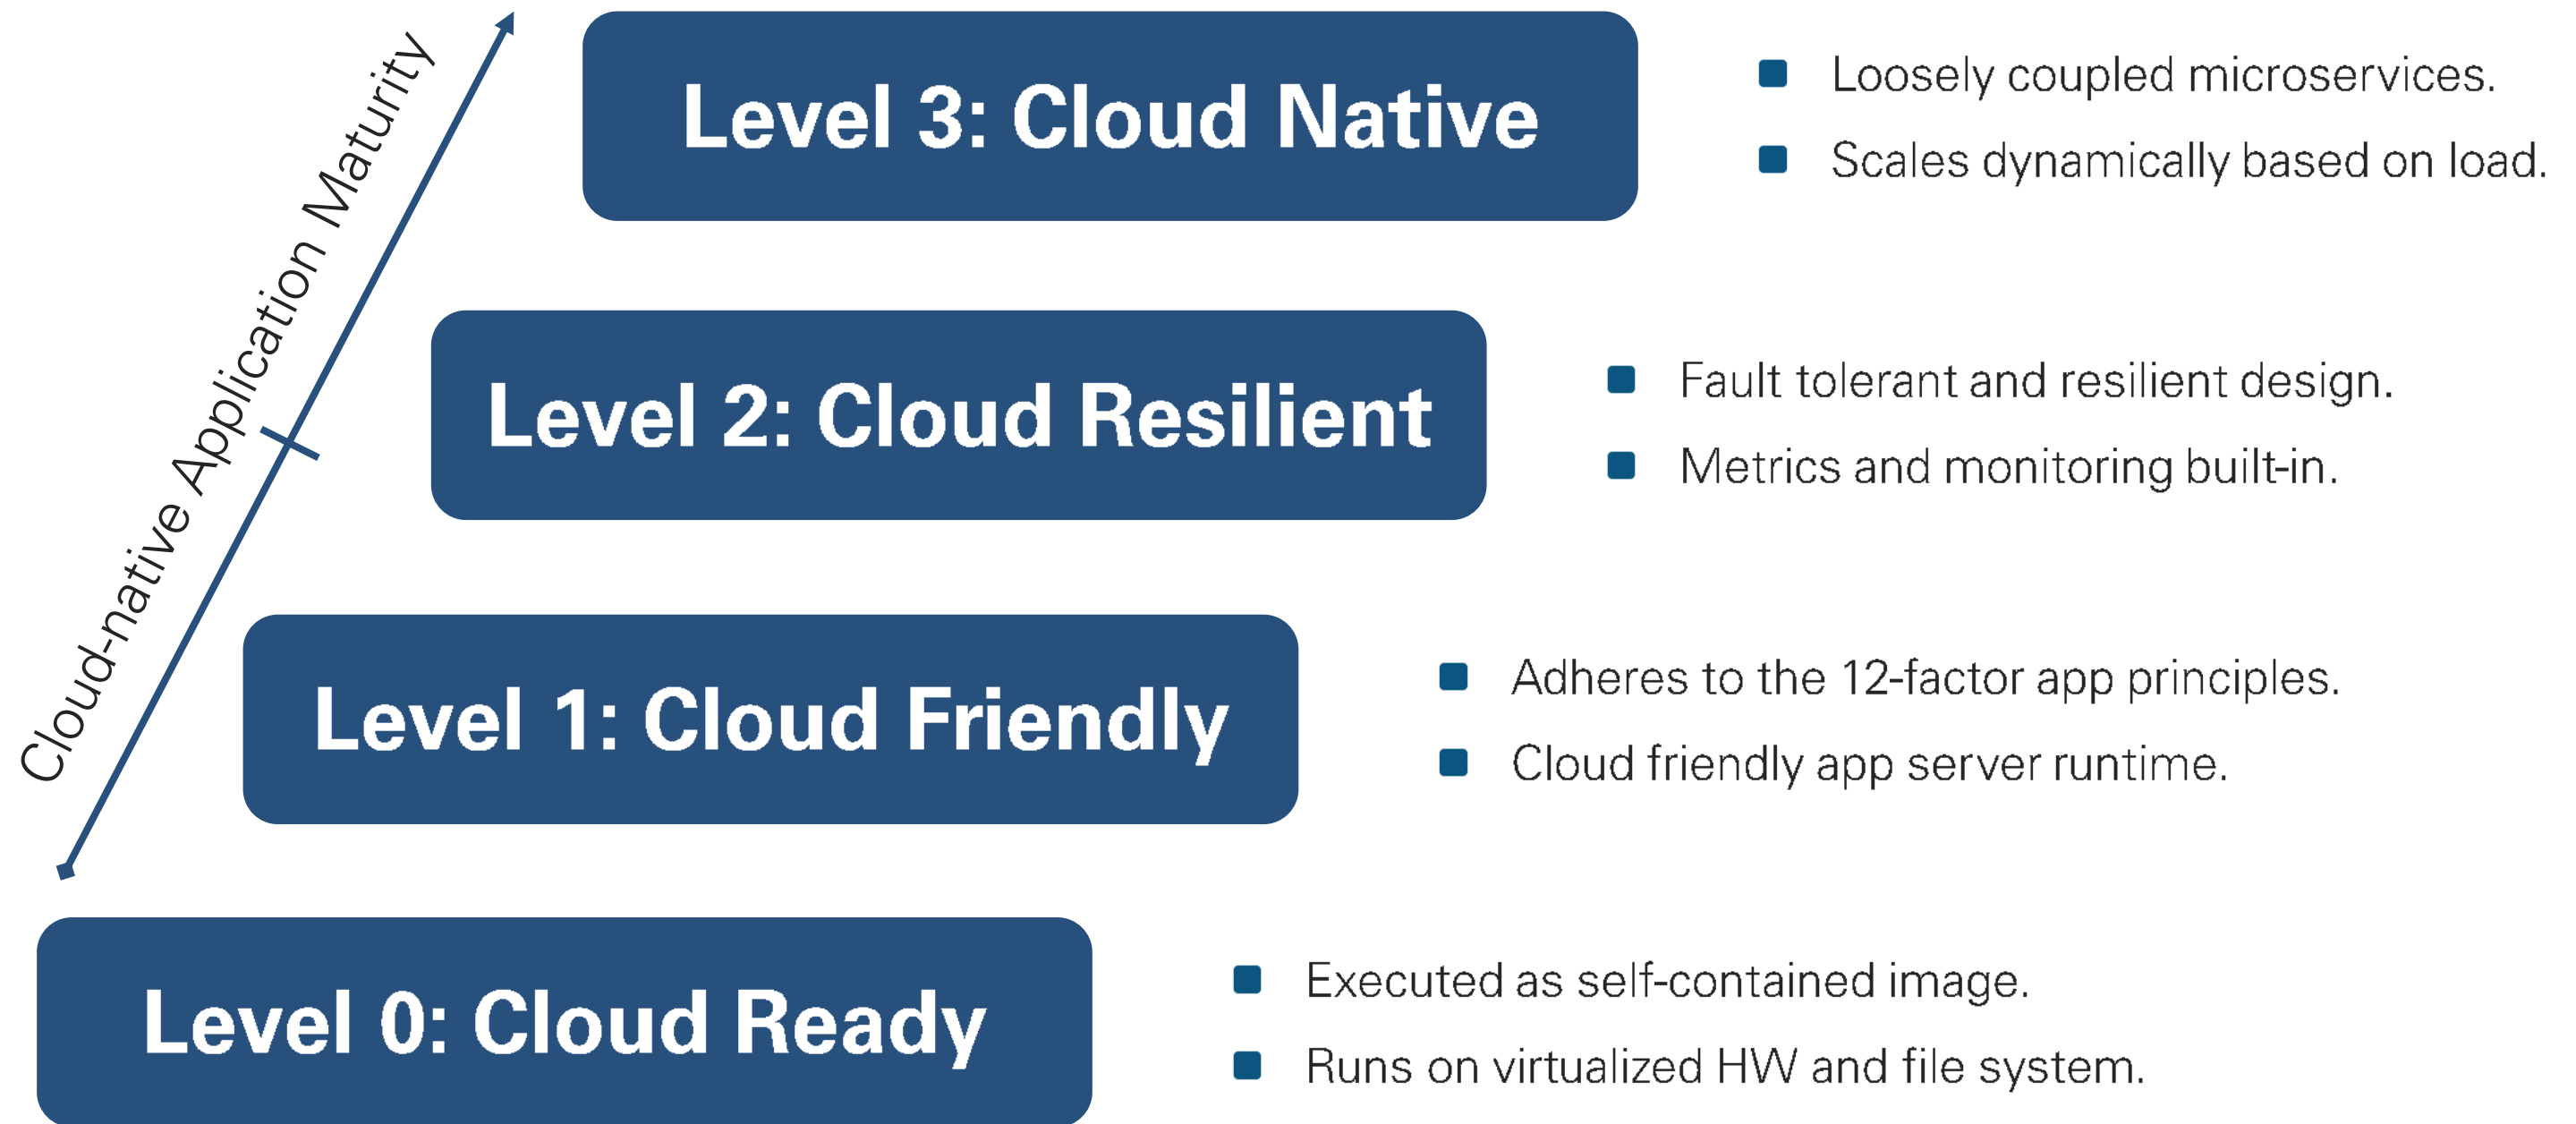 Cloud-native Application Maturity
Level 3: Cloud Native
Loosely coupled microservices.
Scales dynamically based on load.
Level 2: Cloud Resilient
Fault tolerant and resilient design.
Metrics and monitoring built-in.
Level 1: Cloud Friendly
Adheres to the 12-factor app principles.
Cloud friendly app server runtime.
Level 0: Cloud Ready
Executed as self-contained image.
Runs on virtualized HW and file system.